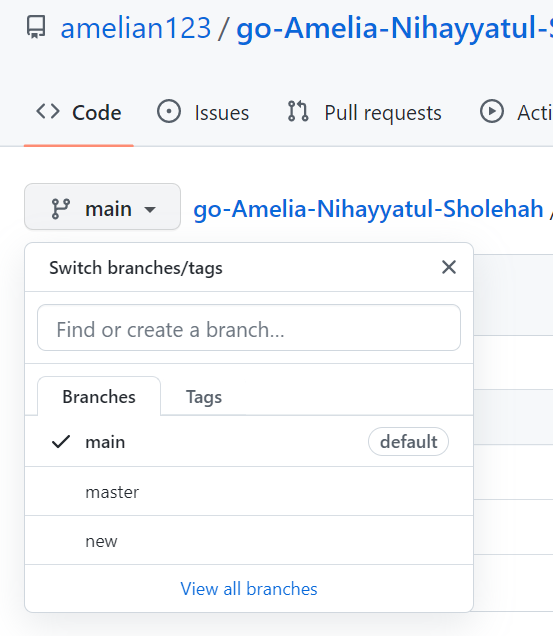 amelian123 / go-Amelia-Nihayyatul-
Code Issues Pull requests Acti
main go-Amelia-Nihayyatul-Sholehah /
Switch branches/tags
Find or create a branch...
Branches Tags
main default
master
new
View all branches